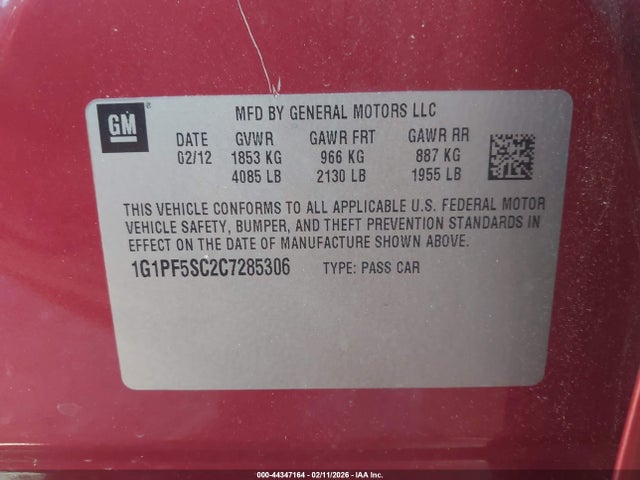 GM
MFD BY GENERAL MOTORS LLC
DATE GVWR GAWR FRT GAWR RR
02/12 1853 KG 966 KG 887 KG
4085 LB 2130 LB 1955 LB
THIS VEHICLE CONFORMS TO ALL APPLICABLE U.S. FEDERAL MOTOR
VEHICLE SAFETY, BUMPER, AND THEFT PREVENTION STANDARDS IN
EFFECT ON THE DATE OF MANUFACTURE SHOWN ABOVE.
1G1PF5SC2C7285306 TYPE: PASS CAR
000-44347164 - 02/11/2026 - IAA Inc.